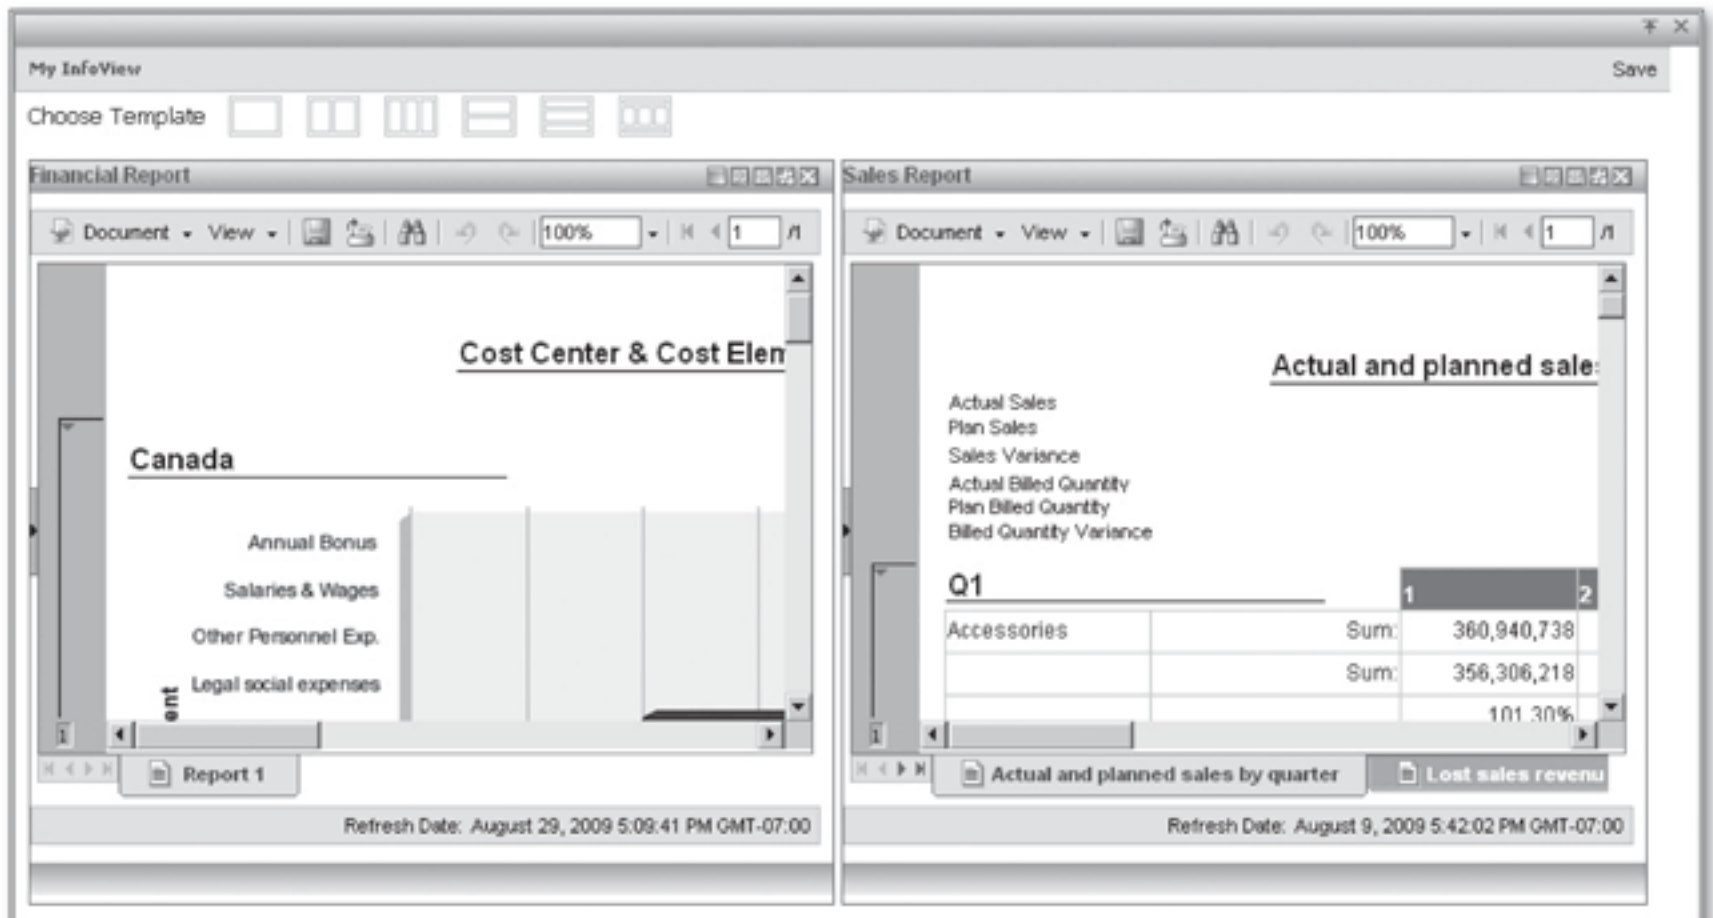 My InfoView
Save
Choose Template
Financial Report
Document View 100% 1 /1
Cost Center & Cost Elem
Canada
Annual Bonus
Salaries & Wages
Other Personnel Exp.
Legal social expenses
ent
1
Report 1
Refresh Date: August 29, 2009 5:09:41 PM GMT-07:00
Sales Report
Document View 100% 1 /1
Actual and planned sales
Actual Sales
Plan Sales
Sales Variance
Actual Billed Quantity
Plan Billed Quantity
Billed Quantity Variance
Q1
1 2
Accessories Sum: 360,940,738
Sum: 356,306,218
101.30%
1
Actual and planned sales by quarter
Lost sales revenu
Refresh Date: August 9, 2009 5:42:02 PM GMT-07:00